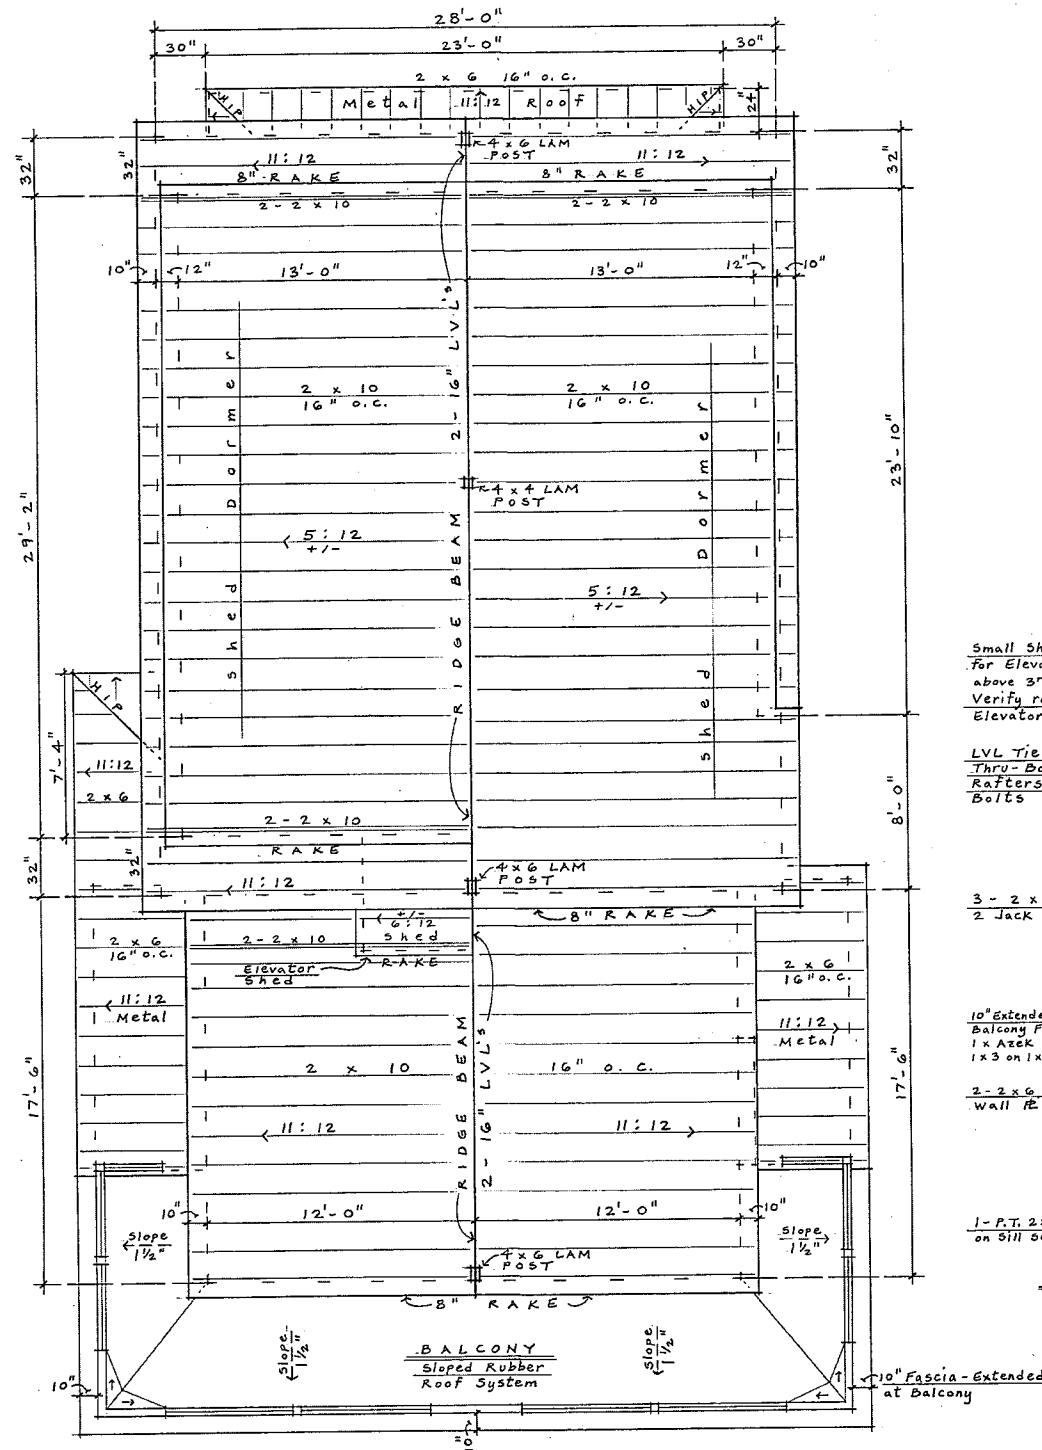 28'-0"
30" 23'-0" 30"
2 x 6 16" o.c.
HIP Metal 11:12 Roof HIP
24"
4 x 6 LAM
POST
32" 32" 11:12 11:12 32"
8" RAKE 8" RAKE
2-2 x 10 2-2 x 10
10" 12" 13'-0" 13'-0" 12" 10"
2 x 10
16" o.c.
2 x 10
16" o.c.
Shed Dormer
Shed Dormer
RIDGE BEAM 2-16" LVL's
4 x 4 LAM
POST
29'-2"
23'-10"
5:12
+/-
5:12
+/-
HIP
7'-4"
11:12
2 x 6
8'-0"
2-2 x 10
RAKE
32" 32"
4 x 6 LAM
POST
11:12
8" RAKE
+/-
6:12
Shed
2 x 6
16" o.c.
2-2 x 10
RAKE
Elevator
Shed
2 x 6
16" o.c.
11:12
Metal
11:12
Metal
RIDGE BEAM
2-16" LVL's
2 x 10 16" o.c.
17'-6"
17'-6"
11:12 11:12
10" 12'-0" 12'-0" 10"
Slope
1 1/2"
Slope
1 1/2"
4 x 6 LAM
POST
8" RAKE
Slope
1 1/2"
Slope
1 1/2"
BALCONY
Sloped Rubber
Roof System
10"
10"
10" Fascia-Extended
at Balcony
Small Sh
for Eleva
above 3
Verify r
Elevator
LVL Tie
Thru-Bo
Rafters
Bolts
3-2 x
2 Jack
10" Extende
Balcony F
1 x Azek
1x3 on 1x
2-2x6
Wall PL
1-P.T. 2
on Sill S